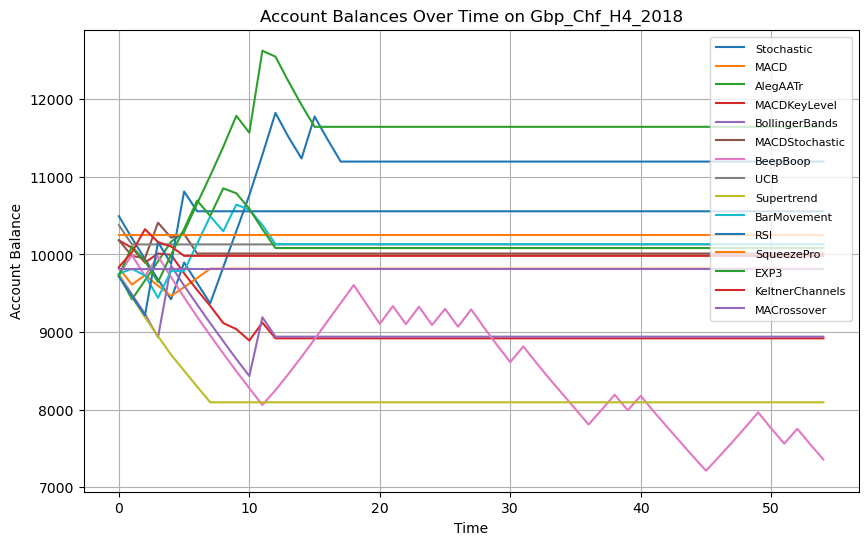 Account Balances Over Time on Gbp_Chf_H4_2018
Account Balance
12000
11000
10000
9000
8000
7000
0
10
20
30
40
50
Time
Stochastic
MACD
AlegAATr
MACDKeyLevel
BollingerBands
MACDStochastic
BeepBoop
UCB
Supertrend
BarMovement
RSI
SqueezePro
EXP3
KeltnerChannels
MACrossover